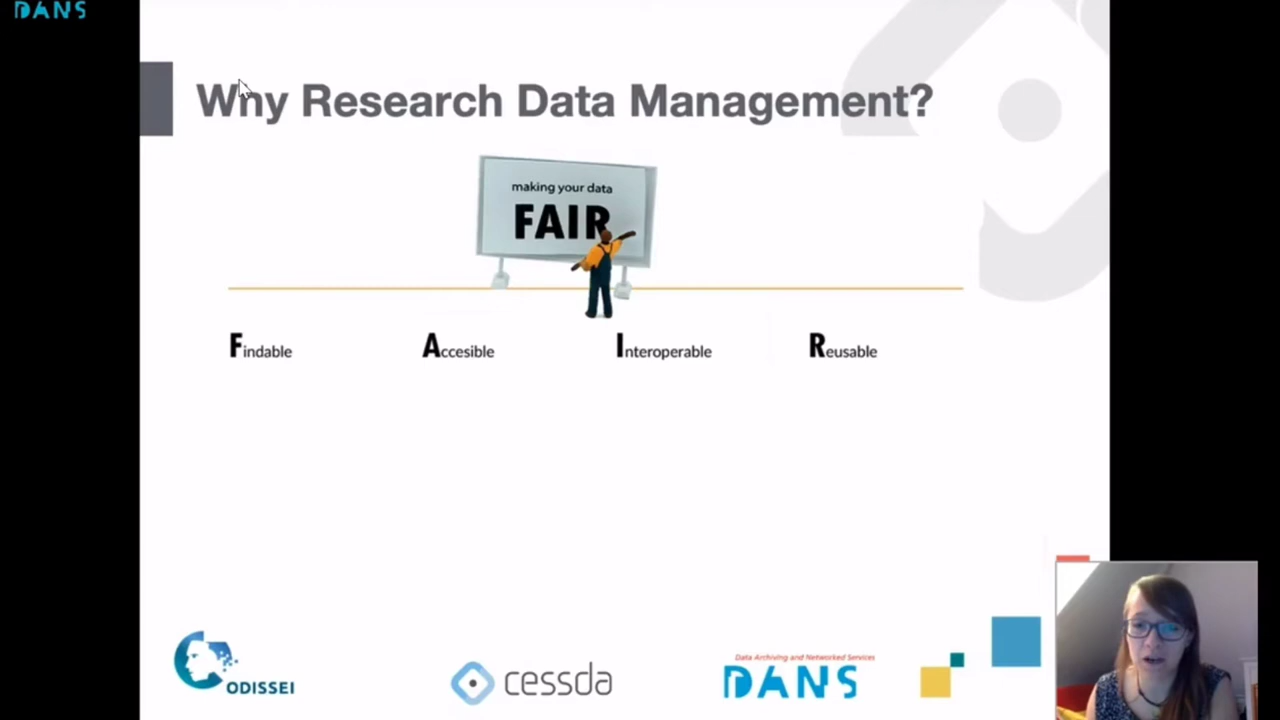 DANS
Why Research Data Management?
making your data
FAIR
Findable
Accesible
Interoperable
Reusable
ODISSEI
cessda
Data Archiving and Networked Services
DANS